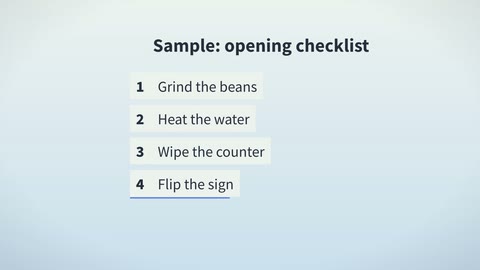 Sample: opening checklist
1 Grind the beans
2 Heat the water
3 Wipe the counter
4 Flip the sign